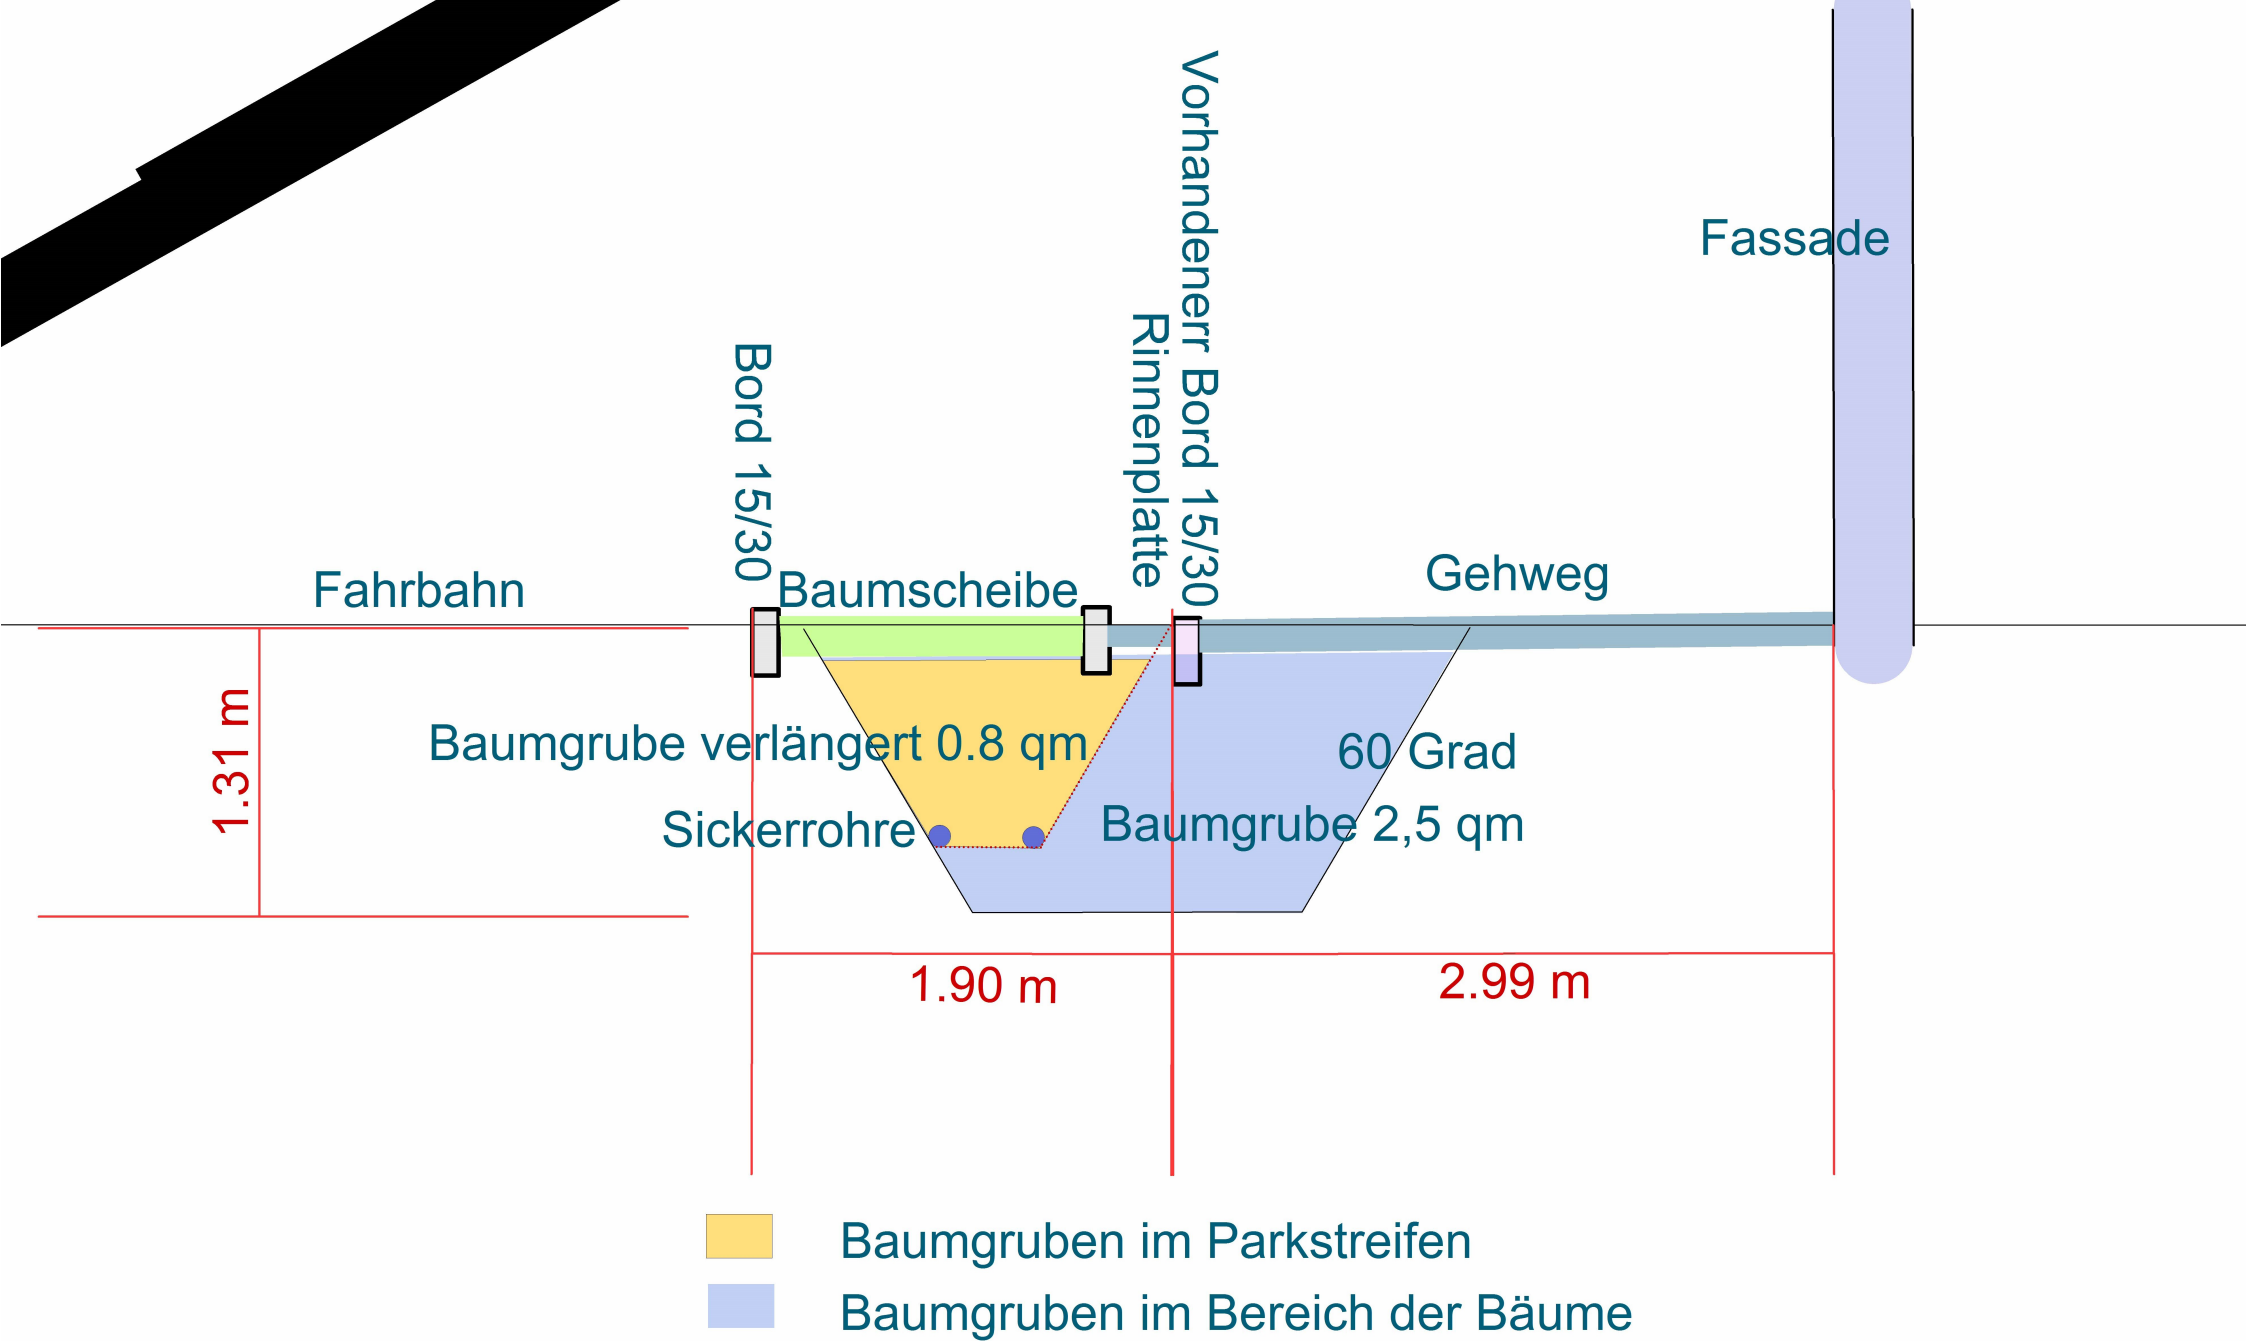 Vorhandenerr Bord 15/30
Rinnenplatte
Fassade
Bord 15/30
Fahrbahn
Baumscheibe
Gehweg
1.31 m
Baumgrube verlängert 0.8 qm
60 Grad
Sickerrohre
Baumgrube 2,5 qm
1.90 m
2.99 m
Baumgruben im Parkstreifen
Baumgruben im Bereich der Bäume